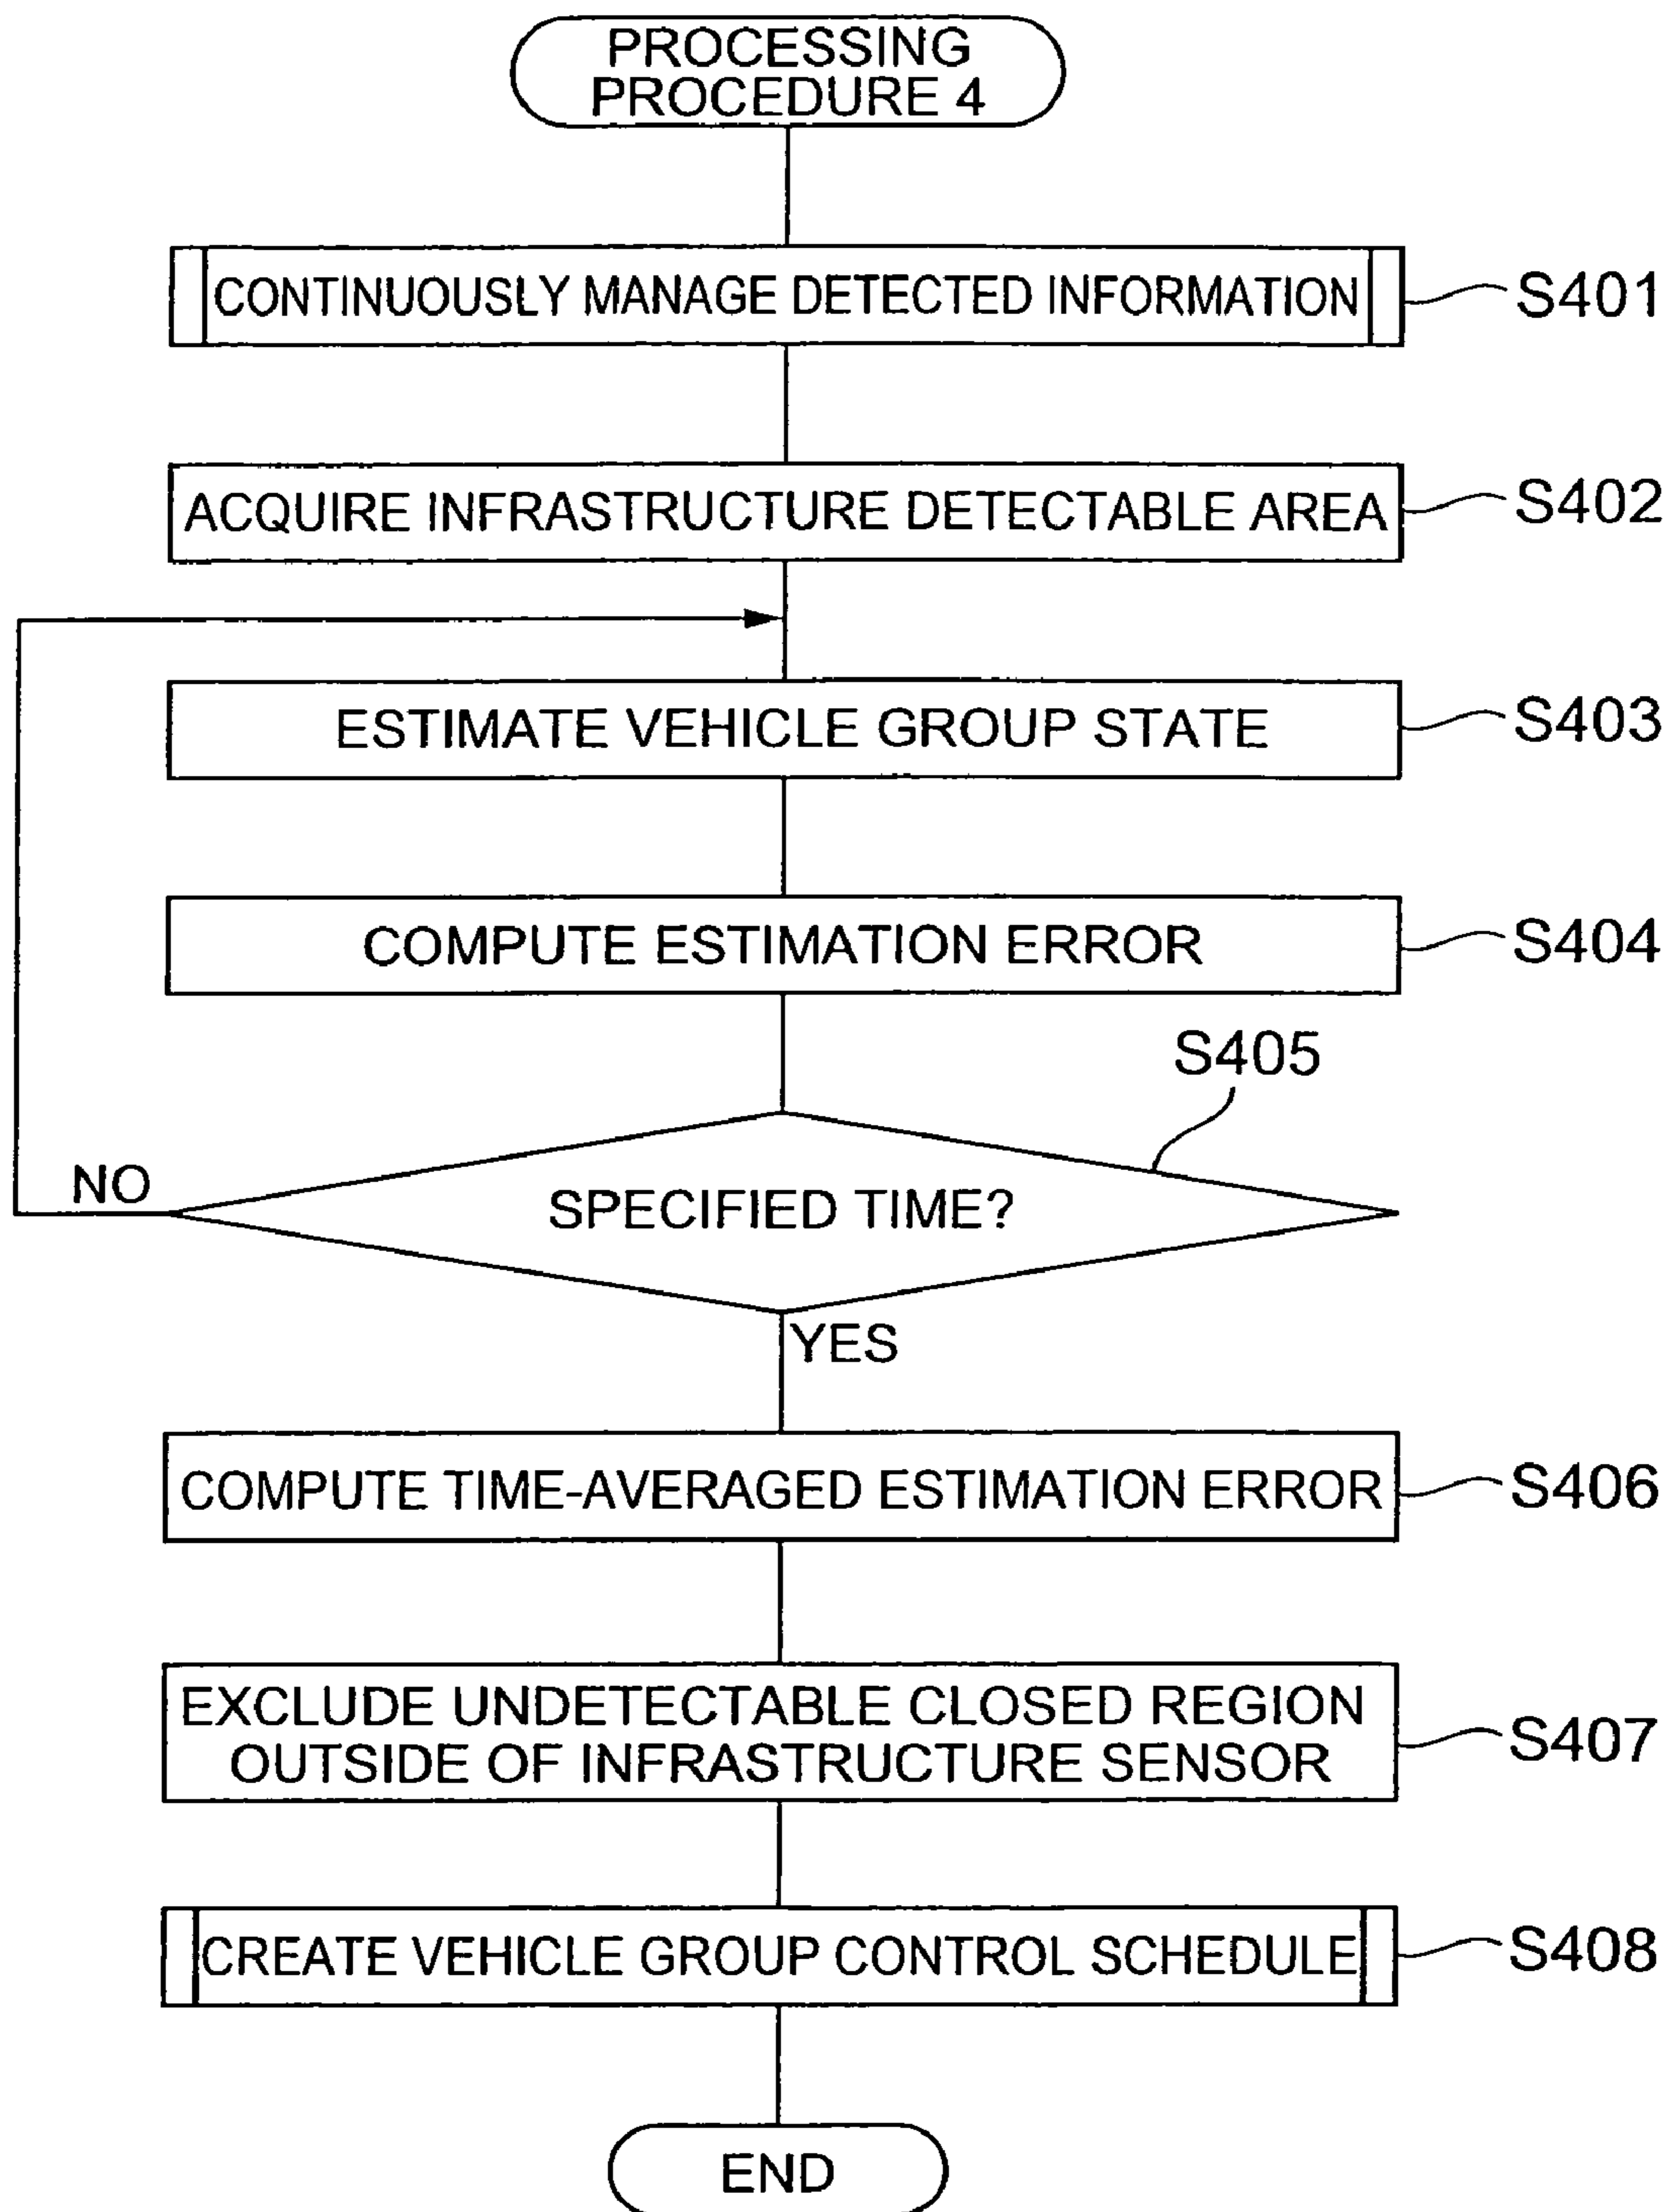 PROCESSING
PROCEDURE 4
CONTINUOUSLY MANAGE DETECTED INFORMATION
S401
ACQUIRE INFRASTRUCTURE DETECTABLE AREA
S402
ESTIMATE VEHICLE GROUP STATE
S403
COMPUTE ESTIMATION ERROR
S404
S405
NO
SPECIFIED TIME?
YES
COMPUTE TIME-AVERAGED ESTIMATION ERROR
S406
EXCLUDE UNDETECTABLE CLOSED REGION
OUTSIDE OF INFRASTRUCTURE SENSOR
S407
CREATE VEHICLE GROUP CONTROL SCHEDULE
S408
END